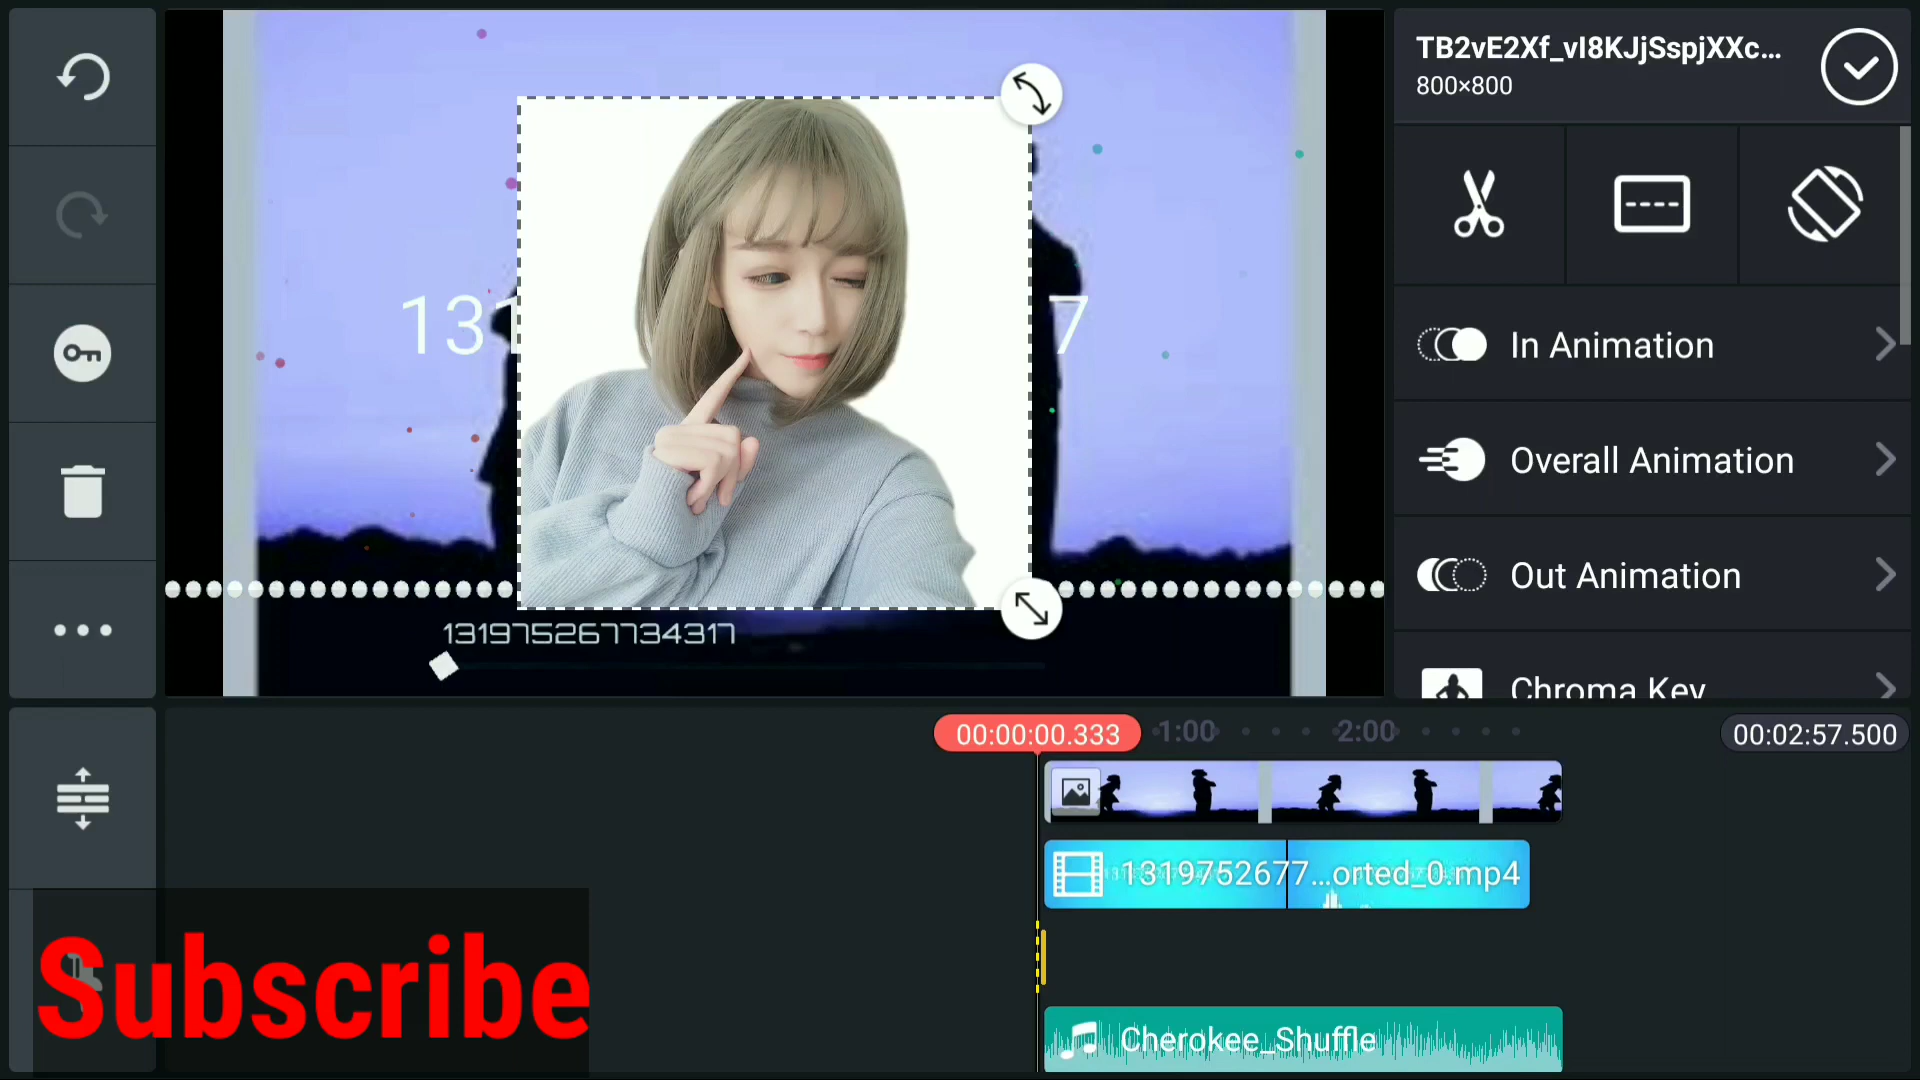 TB2vE2Xf_vI8KJjSspjXXc...
800×800
131
7
In Animation
Overall Animation
Out Animation
Chroma Key
131975267734317
00:00:00.333
1:00
2:00
00:02:57.500
1319752677...orted_0.mp4
Subscribe
Cherokee_Shuffle